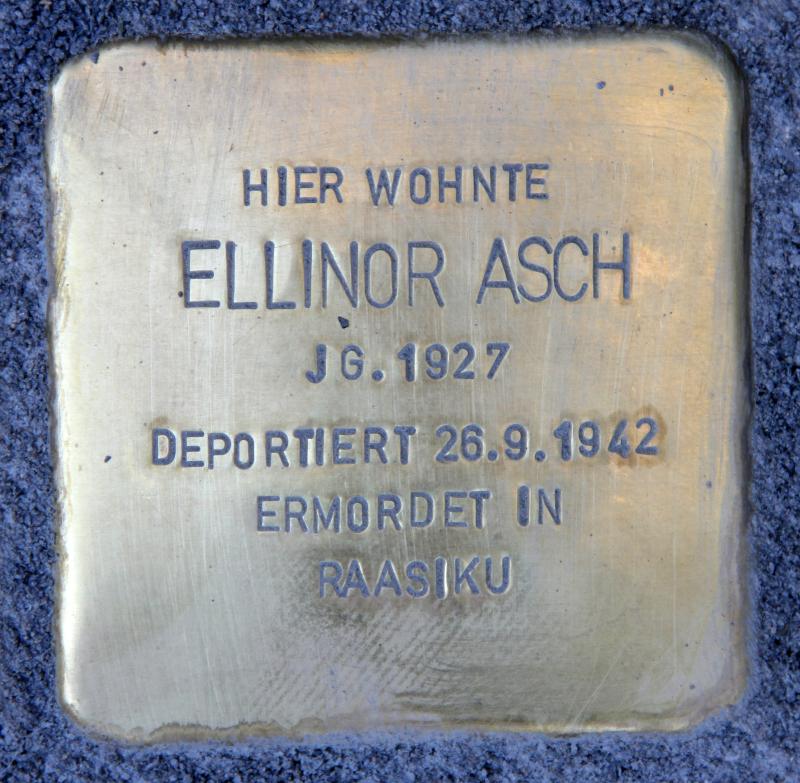 HIER WOHNTE
ELLINOR ASCH
JG. 1927
DEPORTIERT 26.9.1942
ERMORDET IN
RAASIKU